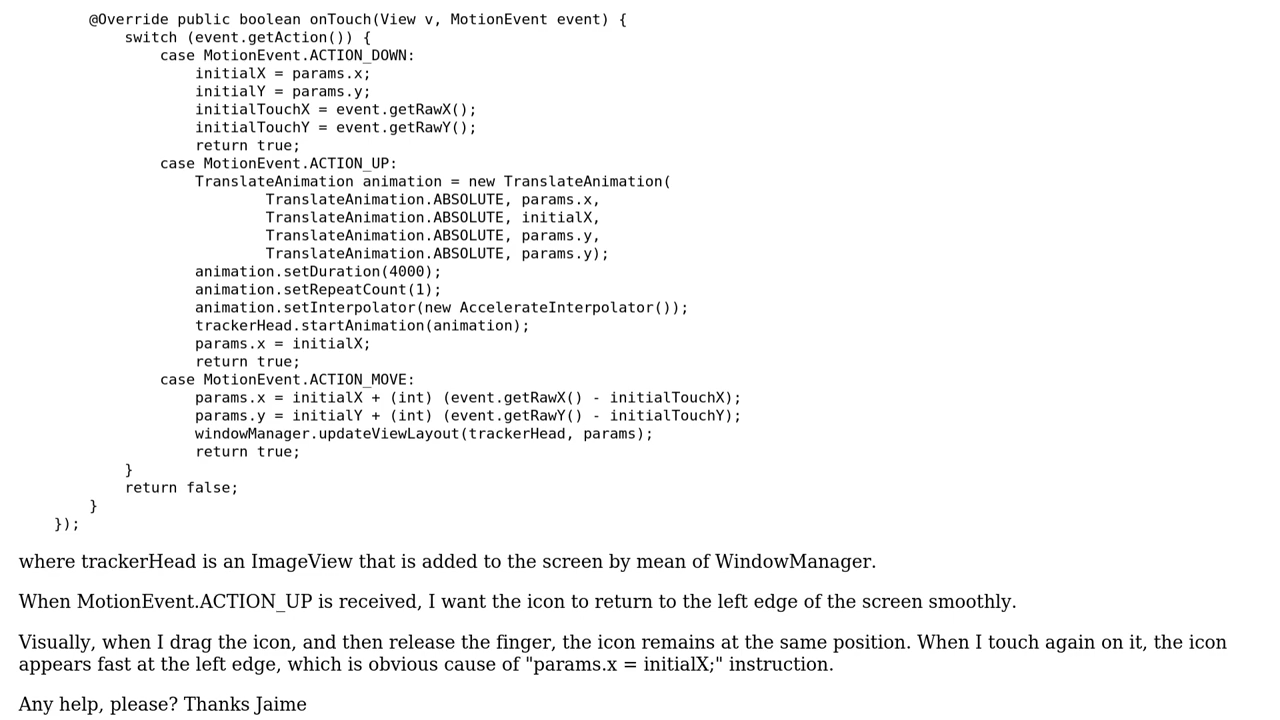 @Override public boolean onTouch(View v, MotionEvent event) {
switch (event.getAction()) {
case MotionEvent.ACTION_DOWN:
initialX = params.x;
initialY = params.y;
initialTouchX = event.getRawX();
initialTouchY = event.getRawY();
return true;
case MotionEvent.ACTION_UP:
TranslateAnimation animation = new TranslateAnimation(
TranslateAnimation.ABSOLUTE, params.x,
TranslateAnimation.ABSOLUTE, initialX,
TranslateAnimation.ABSOLUTE, params.y,
TranslateAnimation.ABSOLUTE, params.y);
animation.setDuration(4000);
animation.setRepeatCount(1);
animation.setInterpolator(new AccelerateInterpolator());
trackerHead.startAnimation(animation);
params.x = initialX;
return true;
case MotionEvent.ACTION_MOVE:
params.x = initialX + (int) (event.getRawX() - initialTouchX);
params.y = initialY + (int) (event.getRawY() - initialTouchY);
windowManager.updateViewLayout(trackerHead, params);
return true;
}
return false;
}
});
where trackerHead is an ImageView that is added to the screen by mean of WindowManager.
When MotionEvent.ACTION_UP is received, I want the icon to return to the left edge of the screen smoothly.
Visually, when I drag the icon, and then release the finger, the icon remains at the same position. When I touch again on it, the icon
appears fast at the left edge, which is obvious cause of "params.x = initialX;" instruction.
Any help, please? Thanks Jaime